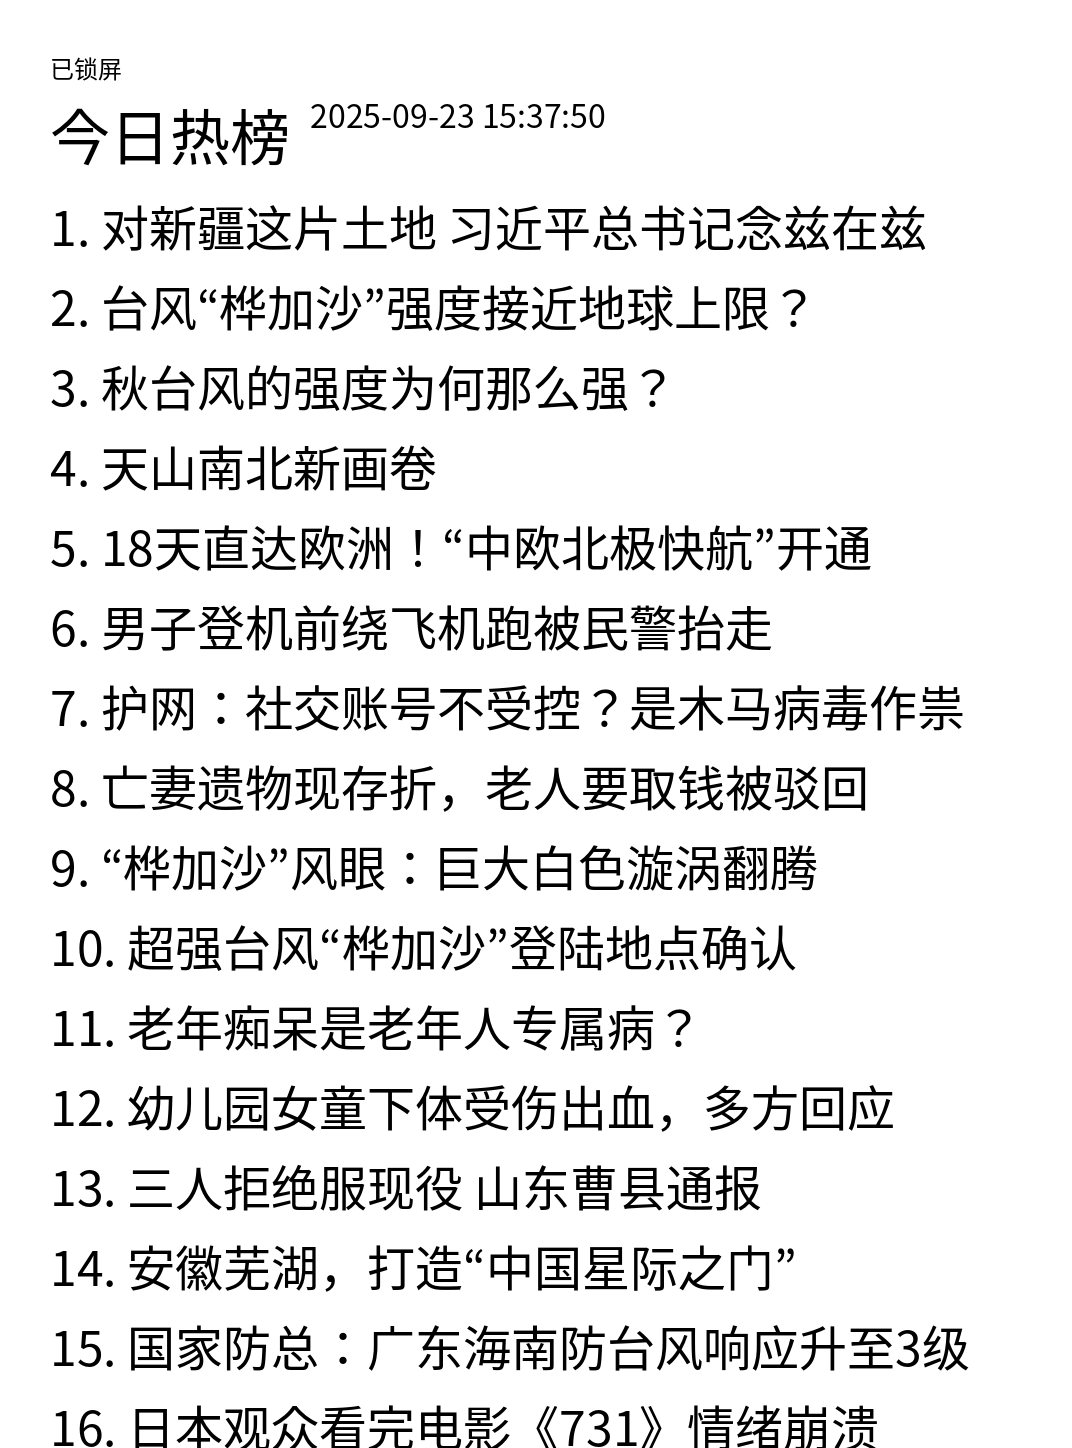 已锁屏
今日热榜 2025-09-23 15:37:50
1. 对新疆这片土地 习近平总书记念兹在兹
2. 台风“桦加沙”强度接近地球上限？
3. 秋台风的强度为何那么强？
4. 天山南北新画卷
5. 18天直达欧洲！“中欧北极快航”开通
6. 男子登机前绕飞机跑被民警抬走
7. 护网：社交账号不受控？是木马病毒作祟
8. 亡妻遗物现存折，老人要取钱被驳回
9. “桦加沙”风眼：巨大白色漩涡翻腾
10. 超强台风“桦加沙”登陆地点确认
11. 老年痴呆是老年人专属病？
12. 幼儿园女童下体受伤出血，多方回应
13. 三人拒绝服现役 山东曹县通报
14. 安徽芜湖，打造“中国星际之门”
15. 国家防总：广东海南防台风响应升至3级
16. 日本观众看完电影《731》情绪崩溃